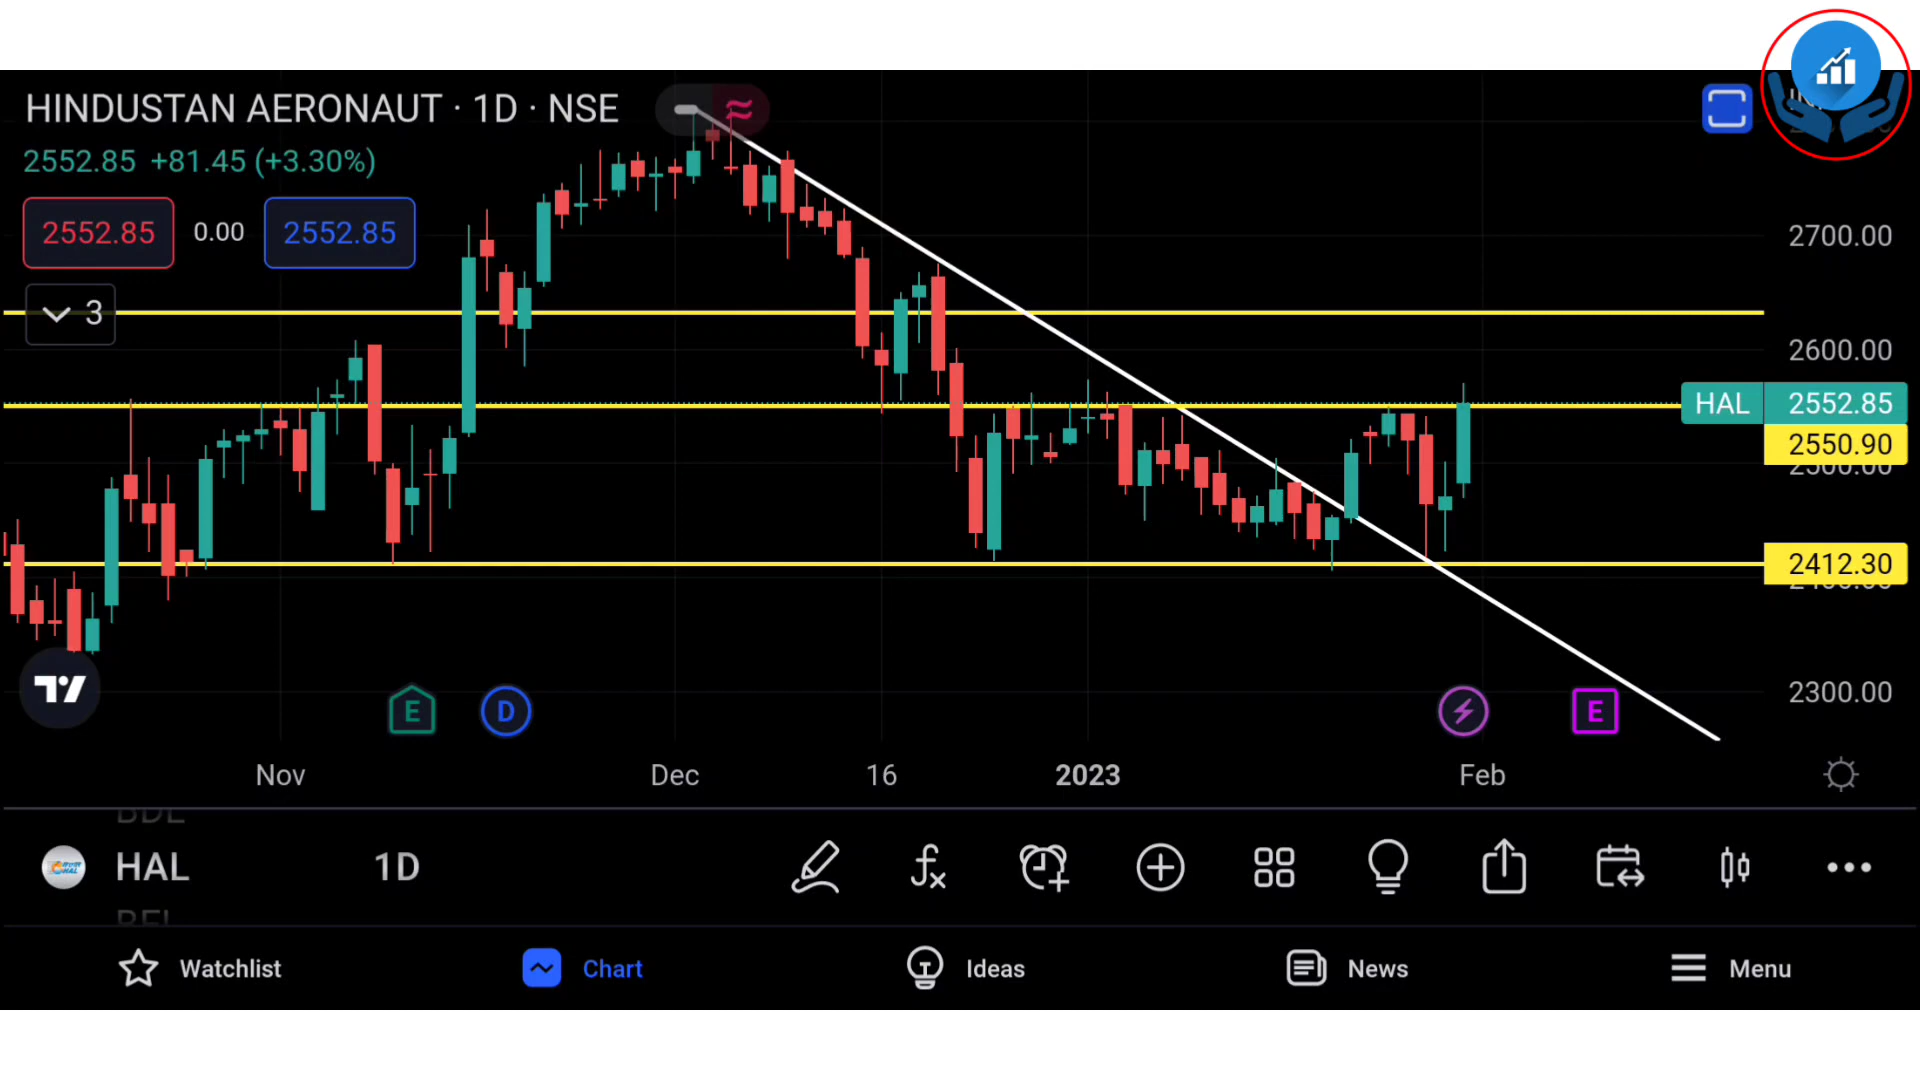 HINDUSTAN AERONAUT · 1D · NSE
2552.85 +81.45 (+3.30%)
2552.85 0.00 2552.85
3
2700.00
2600.00
HAL 2552.85
2550.90
2500.00
2412.30
2300.00
E D E
Nov Dec 16 2023 Feb
BDL
HAL 1D
BEL
Watchlist Chart Ideas News Menu